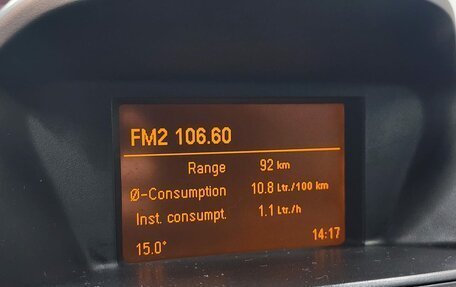 FM2 106.60
Range 92 km
Ø-Consumption 10.8 Ltr./100 km
Inst. consumpt. 1.1 Ltr./h
15.0° 14:17